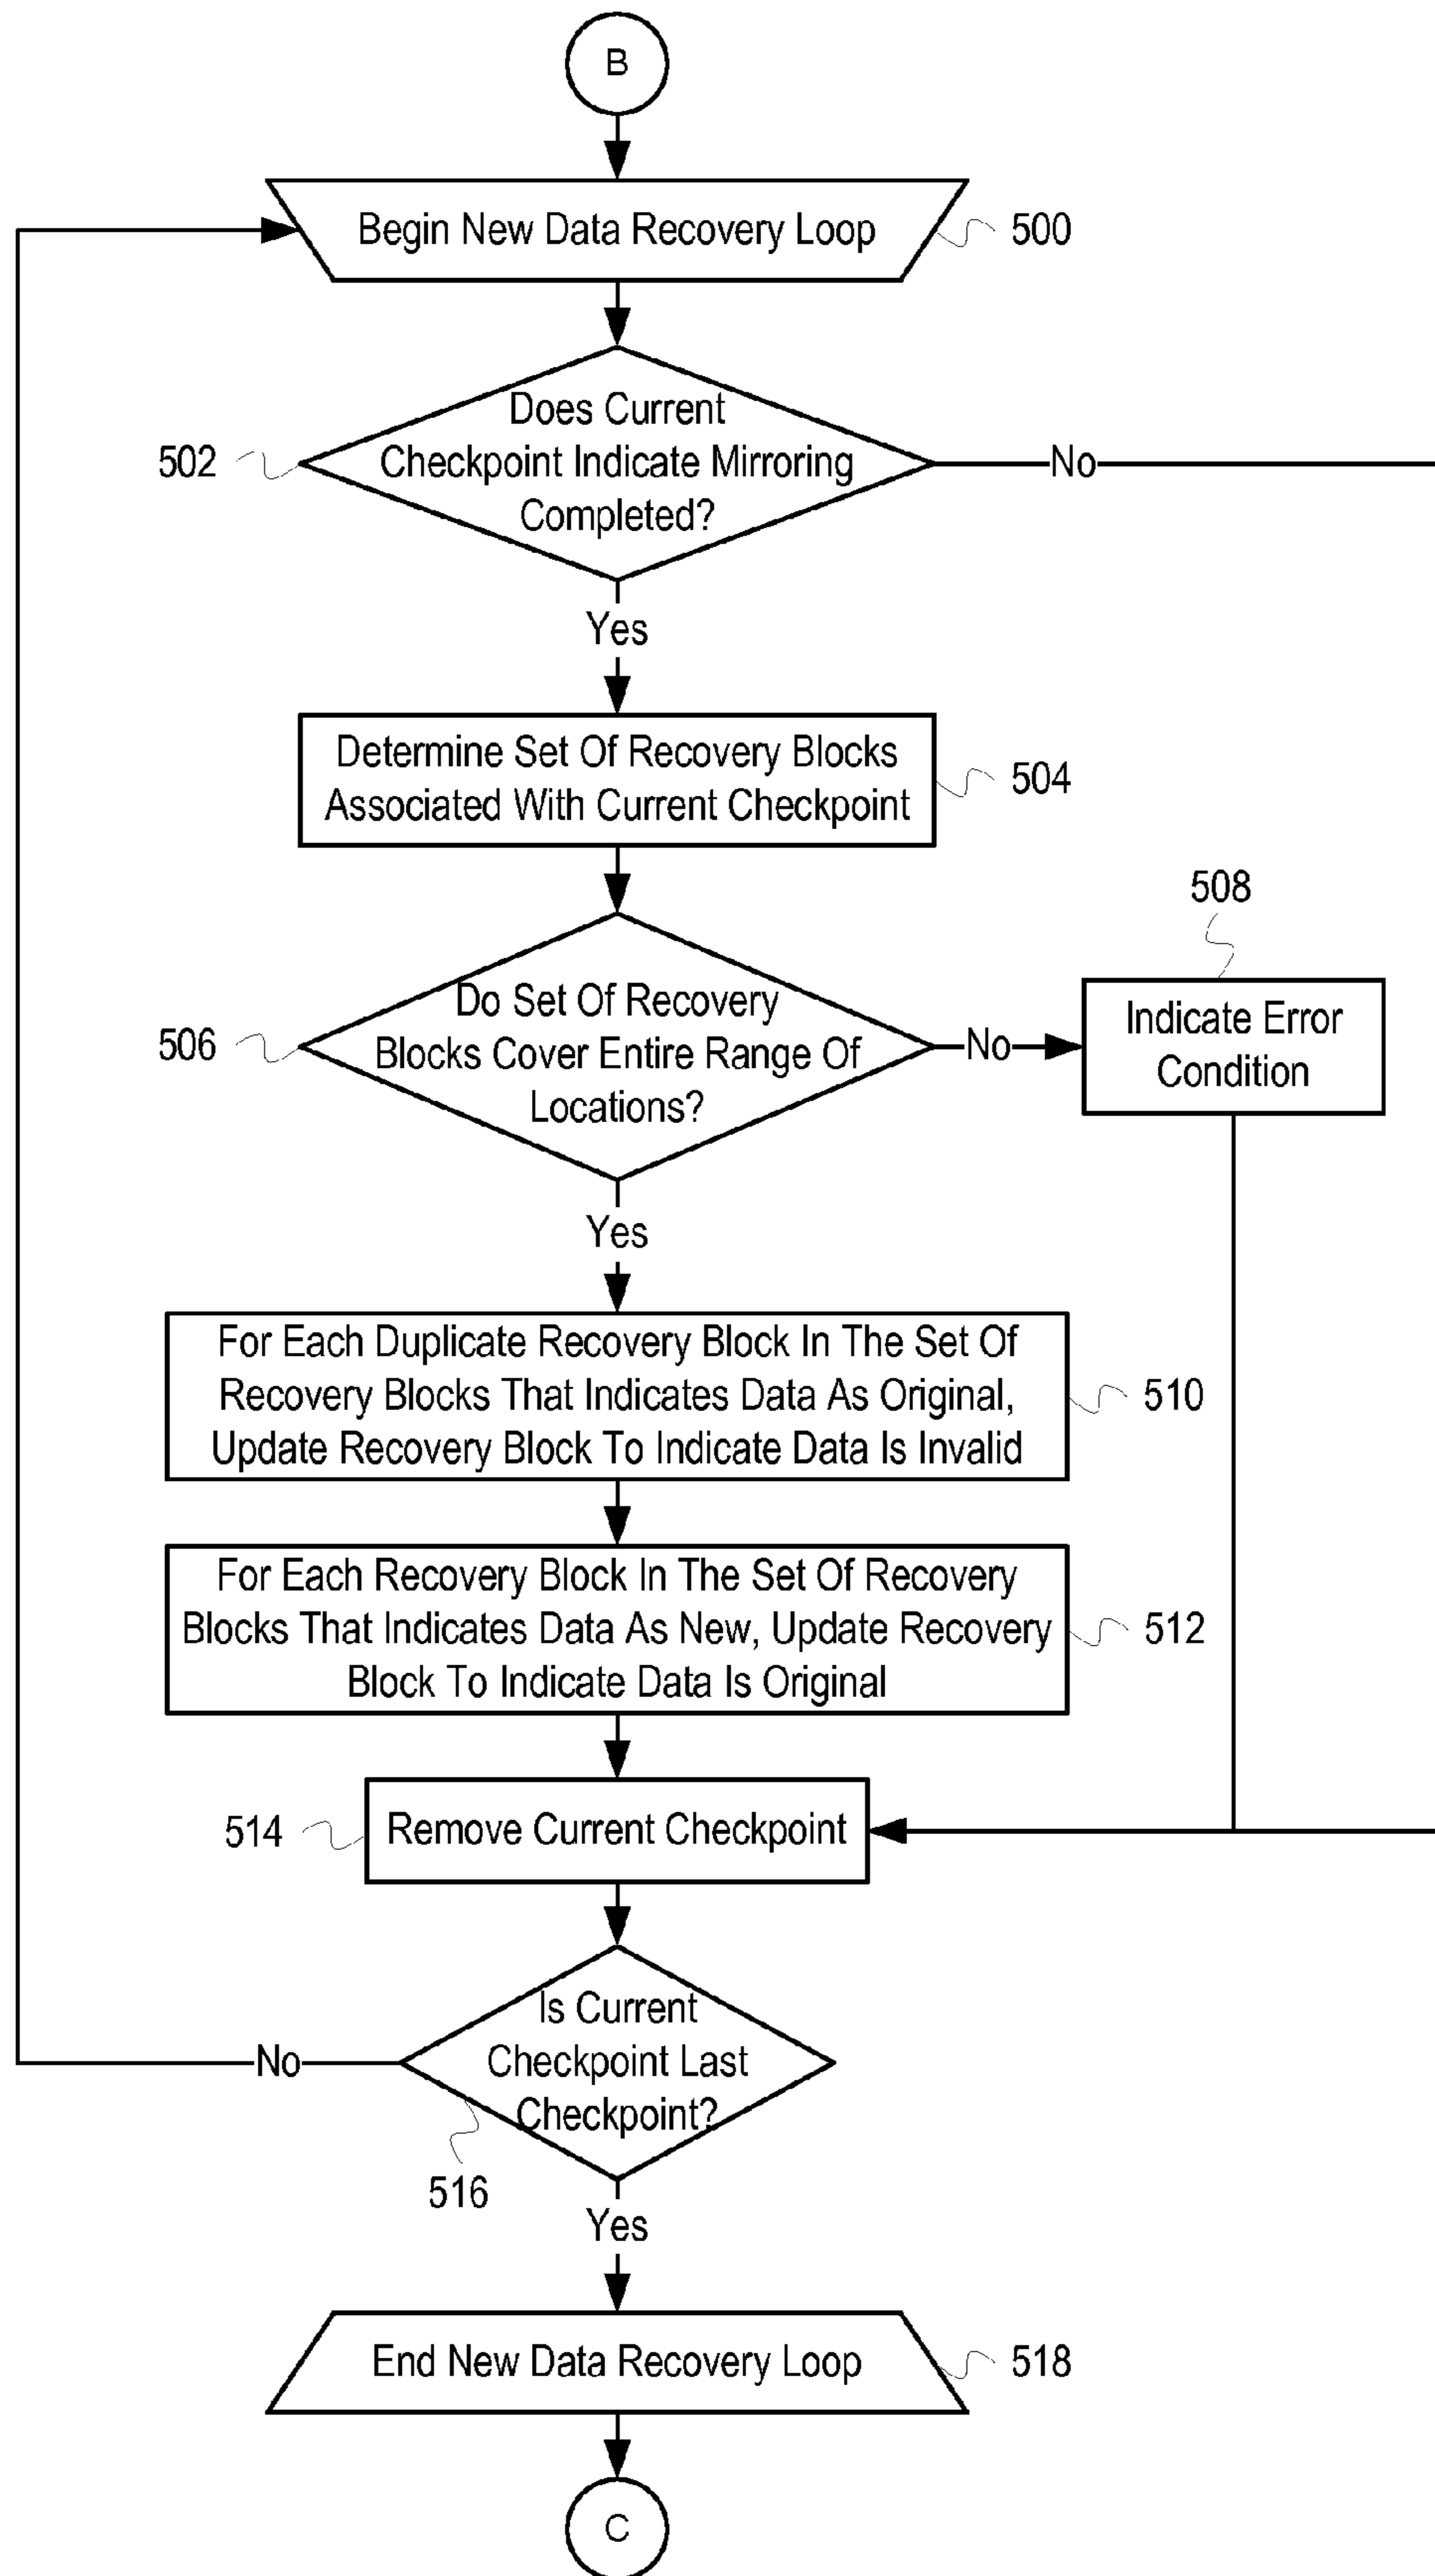 B
Begin New Data Recovery Loop
500
Does Current
Checkpoint Indicate Mirroring
Completed?
502
No
Yes
Determine Set Of Recovery Blocks
Associated With Current Checkpoint
504
508
Do Set Of Recovery
Blocks Cover Entire Range Of
Locations?
506
No
Indicate Error
Condition
Yes
For Each Duplicate Recovery Block In The Set Of
Recovery Blocks That Indicates Data As Original,
Update Recovery Block To Indicate Data Is Invalid
510
For Each Recovery Block In The Set Of Recovery
Blocks That Indicates Data As New, Update Recovery
Block To Indicate Data Is Original
512
514
Remove Current Checkpoint
Is Current
Checkpoint Last
Checkpoint?
No
516
Yes
End New Data Recovery Loop
518
C